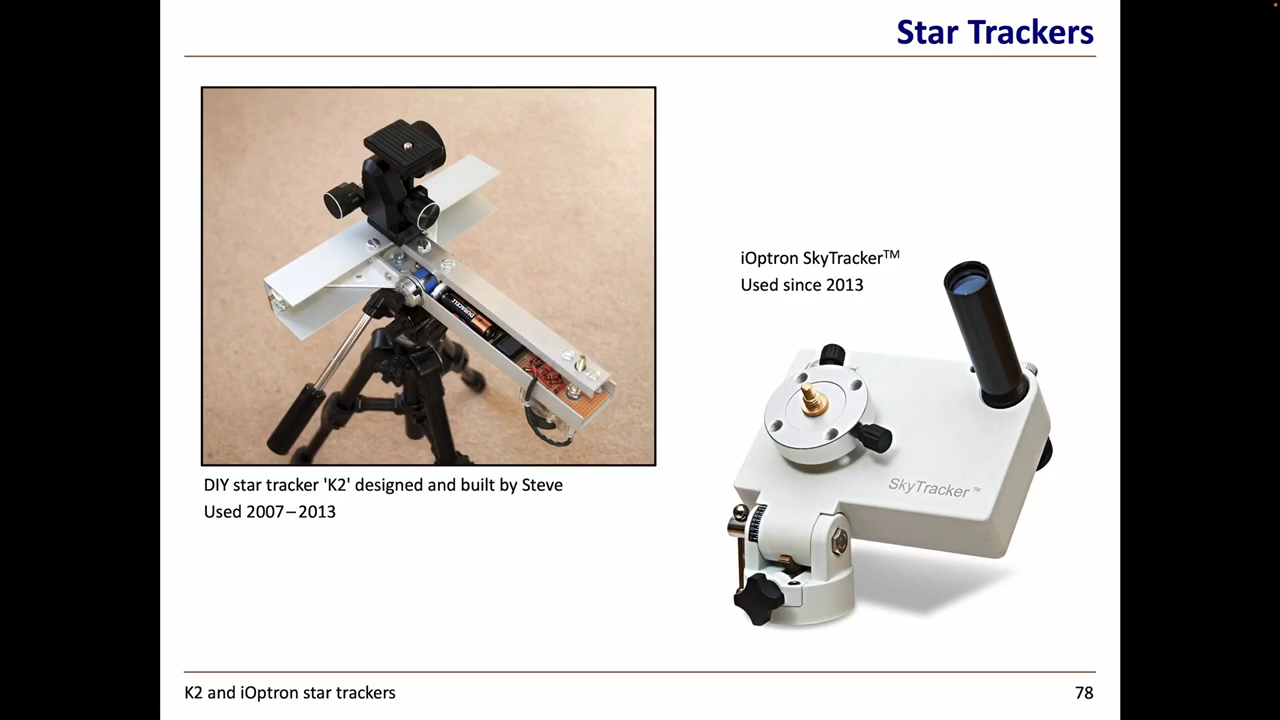 Star Trackers
iOptron SkyTracker™
Used since 2013
DURACELL
SkyTracker™
DIY star tracker 'K2' designed and built by Steve
Used 2007–2013
K2 and iOptron star trackers
78